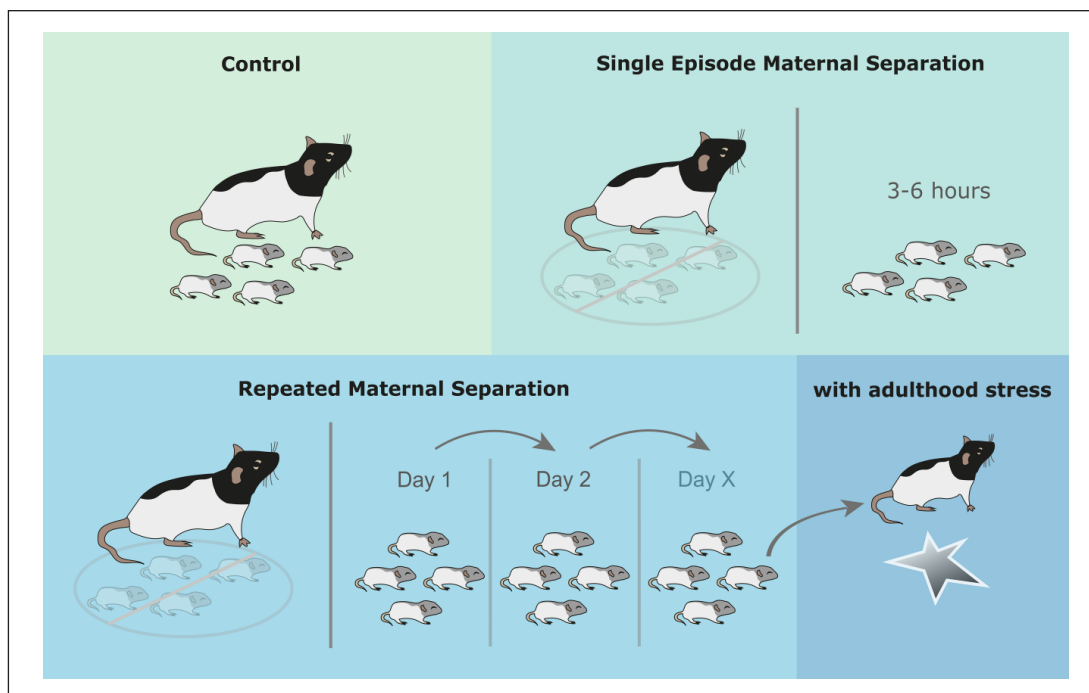 Control
Single Episode Maternal Separation
3-6 hours
Repeated Maternal Separation
with adulthood stress
Day 1
Day 2
Day X